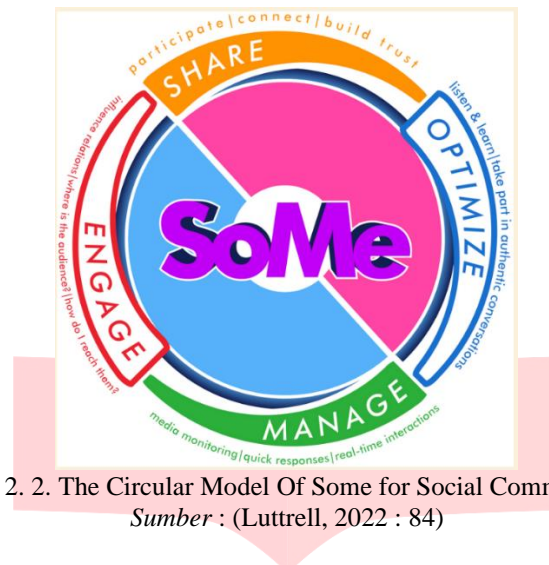 participate|connect|build trust
SHARE
listen & learn|take part in authentic conversations
OPTIMIZE
SoMe
influence relations|where is the audience?|how do I reach them?
ENGAGE
MANAGE
media monitoring|quick responses|real-time interactions
2. 2. The Circular Model Of Some for Social Comm
Sumber : (Luttrell, 2022 : 84)